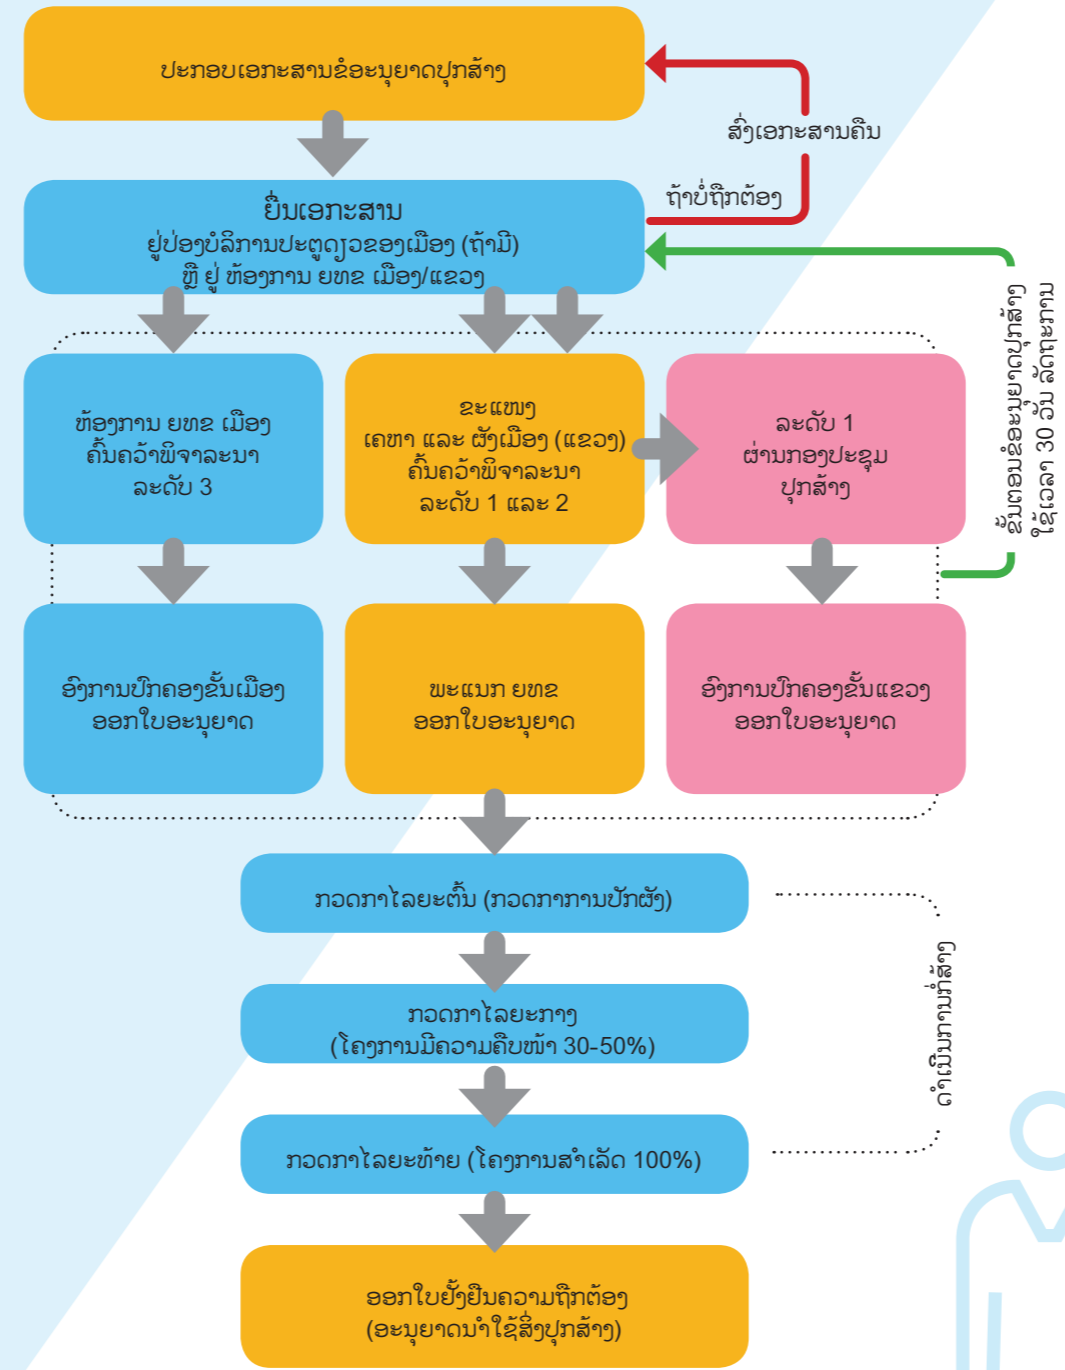 ປະກອບເອກະສານຂໍອະນຸຍາດປຸກສ້າງ
ສົ່ງເອກະສານຄືນ
ຖ້າບໍ່ຖືກຕ້ອງ
ຍື່ນເອກະສານ
ຢູ່ປ່ອງບໍລິການປະຕູດຽວຂອງເມືອງ (ຖ້າມີ)
ຫຼື ຢູ່ ຫ້ອງການ ຍທຂ ເມືອງ/ແຂວງ
ຂັ້ນຕອນຂໍອະນຸຍາດປຸກສ້າງ
ໃຊ້ເວລາ 30 ວັນ ລັດຖະການ
ຫ້ອງການ ຍທຂ ເມືອງ
ຄົ້ນຄວ້າພິຈາລະນາ
ລະດັບ 3
ຂະແໜງ
ເຄຫາ ແລະ ຜັງເມືອງ (ແຂວງ)
ຄົ້ນຄວ້າພິຈາລະນາ
ລະດັບ 1 ແລະ 2
ລະດັບ 1
ຜ່ານກອງປະຊຸມ
ປຸກສ້າງ
ອົງການປົກຄອງຂັ້ນເມືອງ
ອອກໃບອະນຸຍາດ
ພະແນກ ຍທຂ
ອອກໃບອະນຸຍາດ
ອົງການປົກຄອງຂັ້ນແຂວງ
ອອກໃບອະນຸຍາດ
ກວດກາໄລຍະຕົ້ນ (ກວດກາການປັກຜັງ)
ກວດກາໄລຍະກາງ
(ໂຄງການມີຄວາມຄືບໜ້າ 30-50%)
ກວດກາໄລຍະທ້າຍ (ໂຄງການສຳເລັດ 100%)
ດຳເນີນການກໍ່ສ້າງ
ອອກໃບຢັ້ງຢືນຄວາມຖືກຕ້ອງ
(ອະນຸຍາດນຳໃຊ້ສິ່ງປຸກສ້າງ)